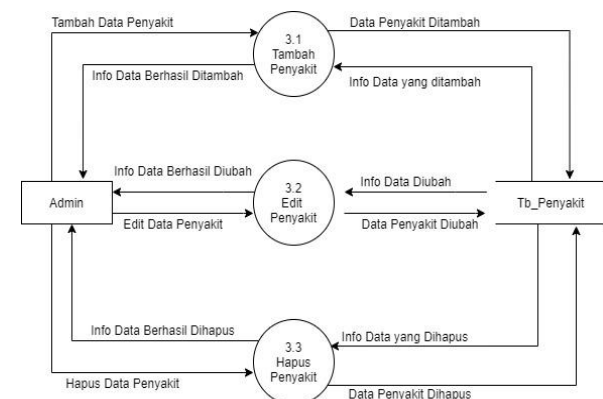 Tambah Data Penyakit
Data Penyakit Ditambah
3.1
Tambah
Penyakit
Info Data Berhasil Ditambah
Info Data yang ditambah
Info Data Berhasil Diubah
Info Data Diubah
3.2
Edit
Penyakit
Admin
Tb_Penyakit
Edit Data Penyakit
Data Penyakit Diubah
Info Data Berhasil Dihapus
Info Data yang Dihapus
3.3
Hapus
Penyakit
Hapus Data Penyakit
Data Penyakit Dihapus